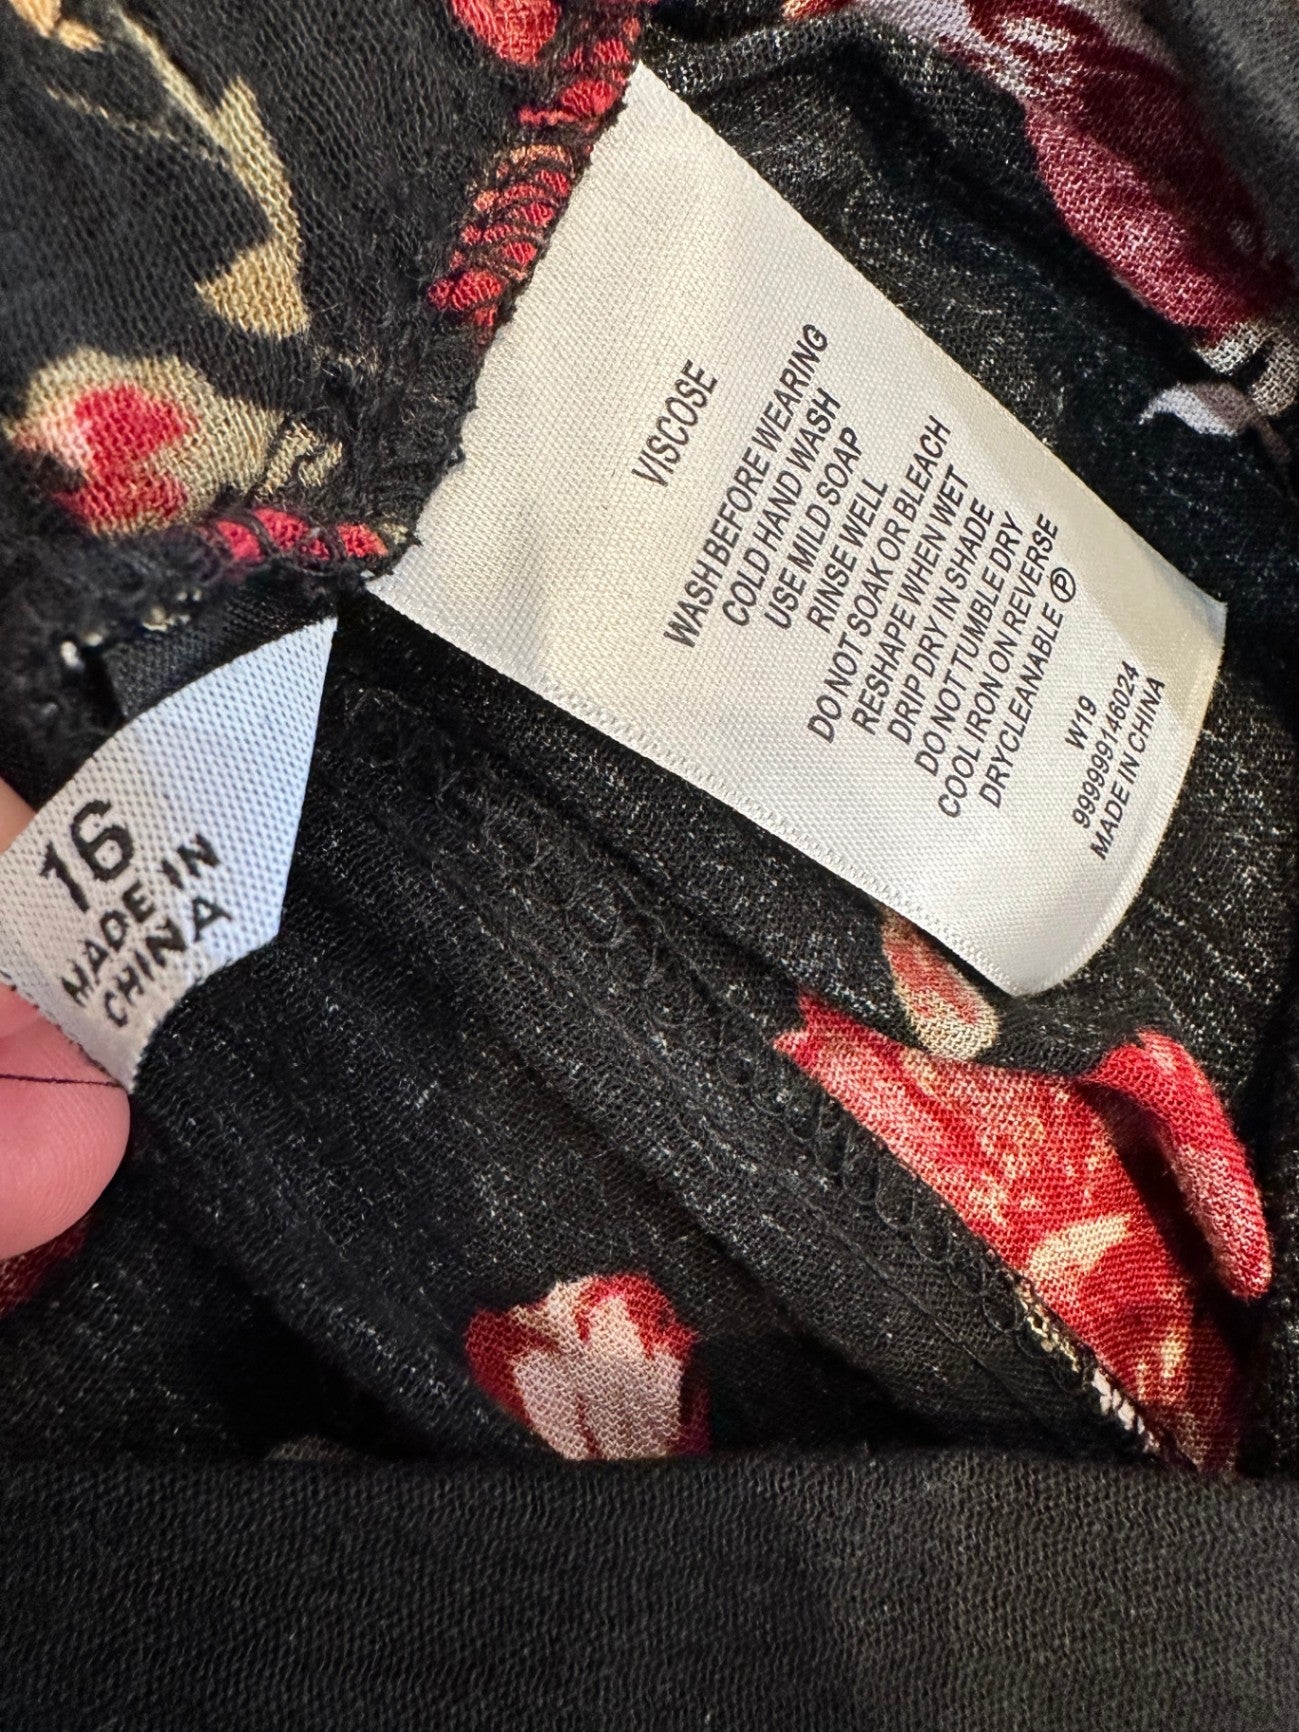 VISCOSE
WASH BEFORE WEARING
COLD HAND WASH
USE MILD SOAP
RINSE WELL
DO NOT SOAK OR BLEACH
RESHAPE WHEN WET
DRIP DRY IN SHADE
DO NOT TUMBLE DRY
COOL IRON ON REVERSE
DRYCLEANABLE Ⓟ
W19
999999146024
MADE IN CHINA
16
MADE IN
CHINA